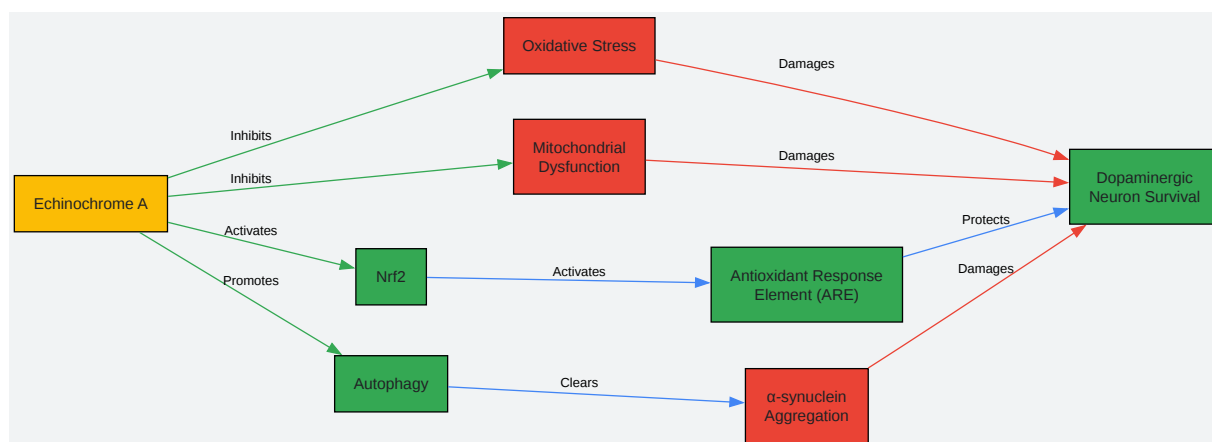 Oxidative Stress
Damages
Inhibits
Mitochondrial
Dysfunction
Damages
Inhibits
Dopaminergic
Neuron Survival
Echinochrome A
Activates
Protects
Nrf2
Activates
Antioxidant Response
Element (ARE)
Damages
Promotes
Autophagy
Clears
α-synuclein
Aggregation